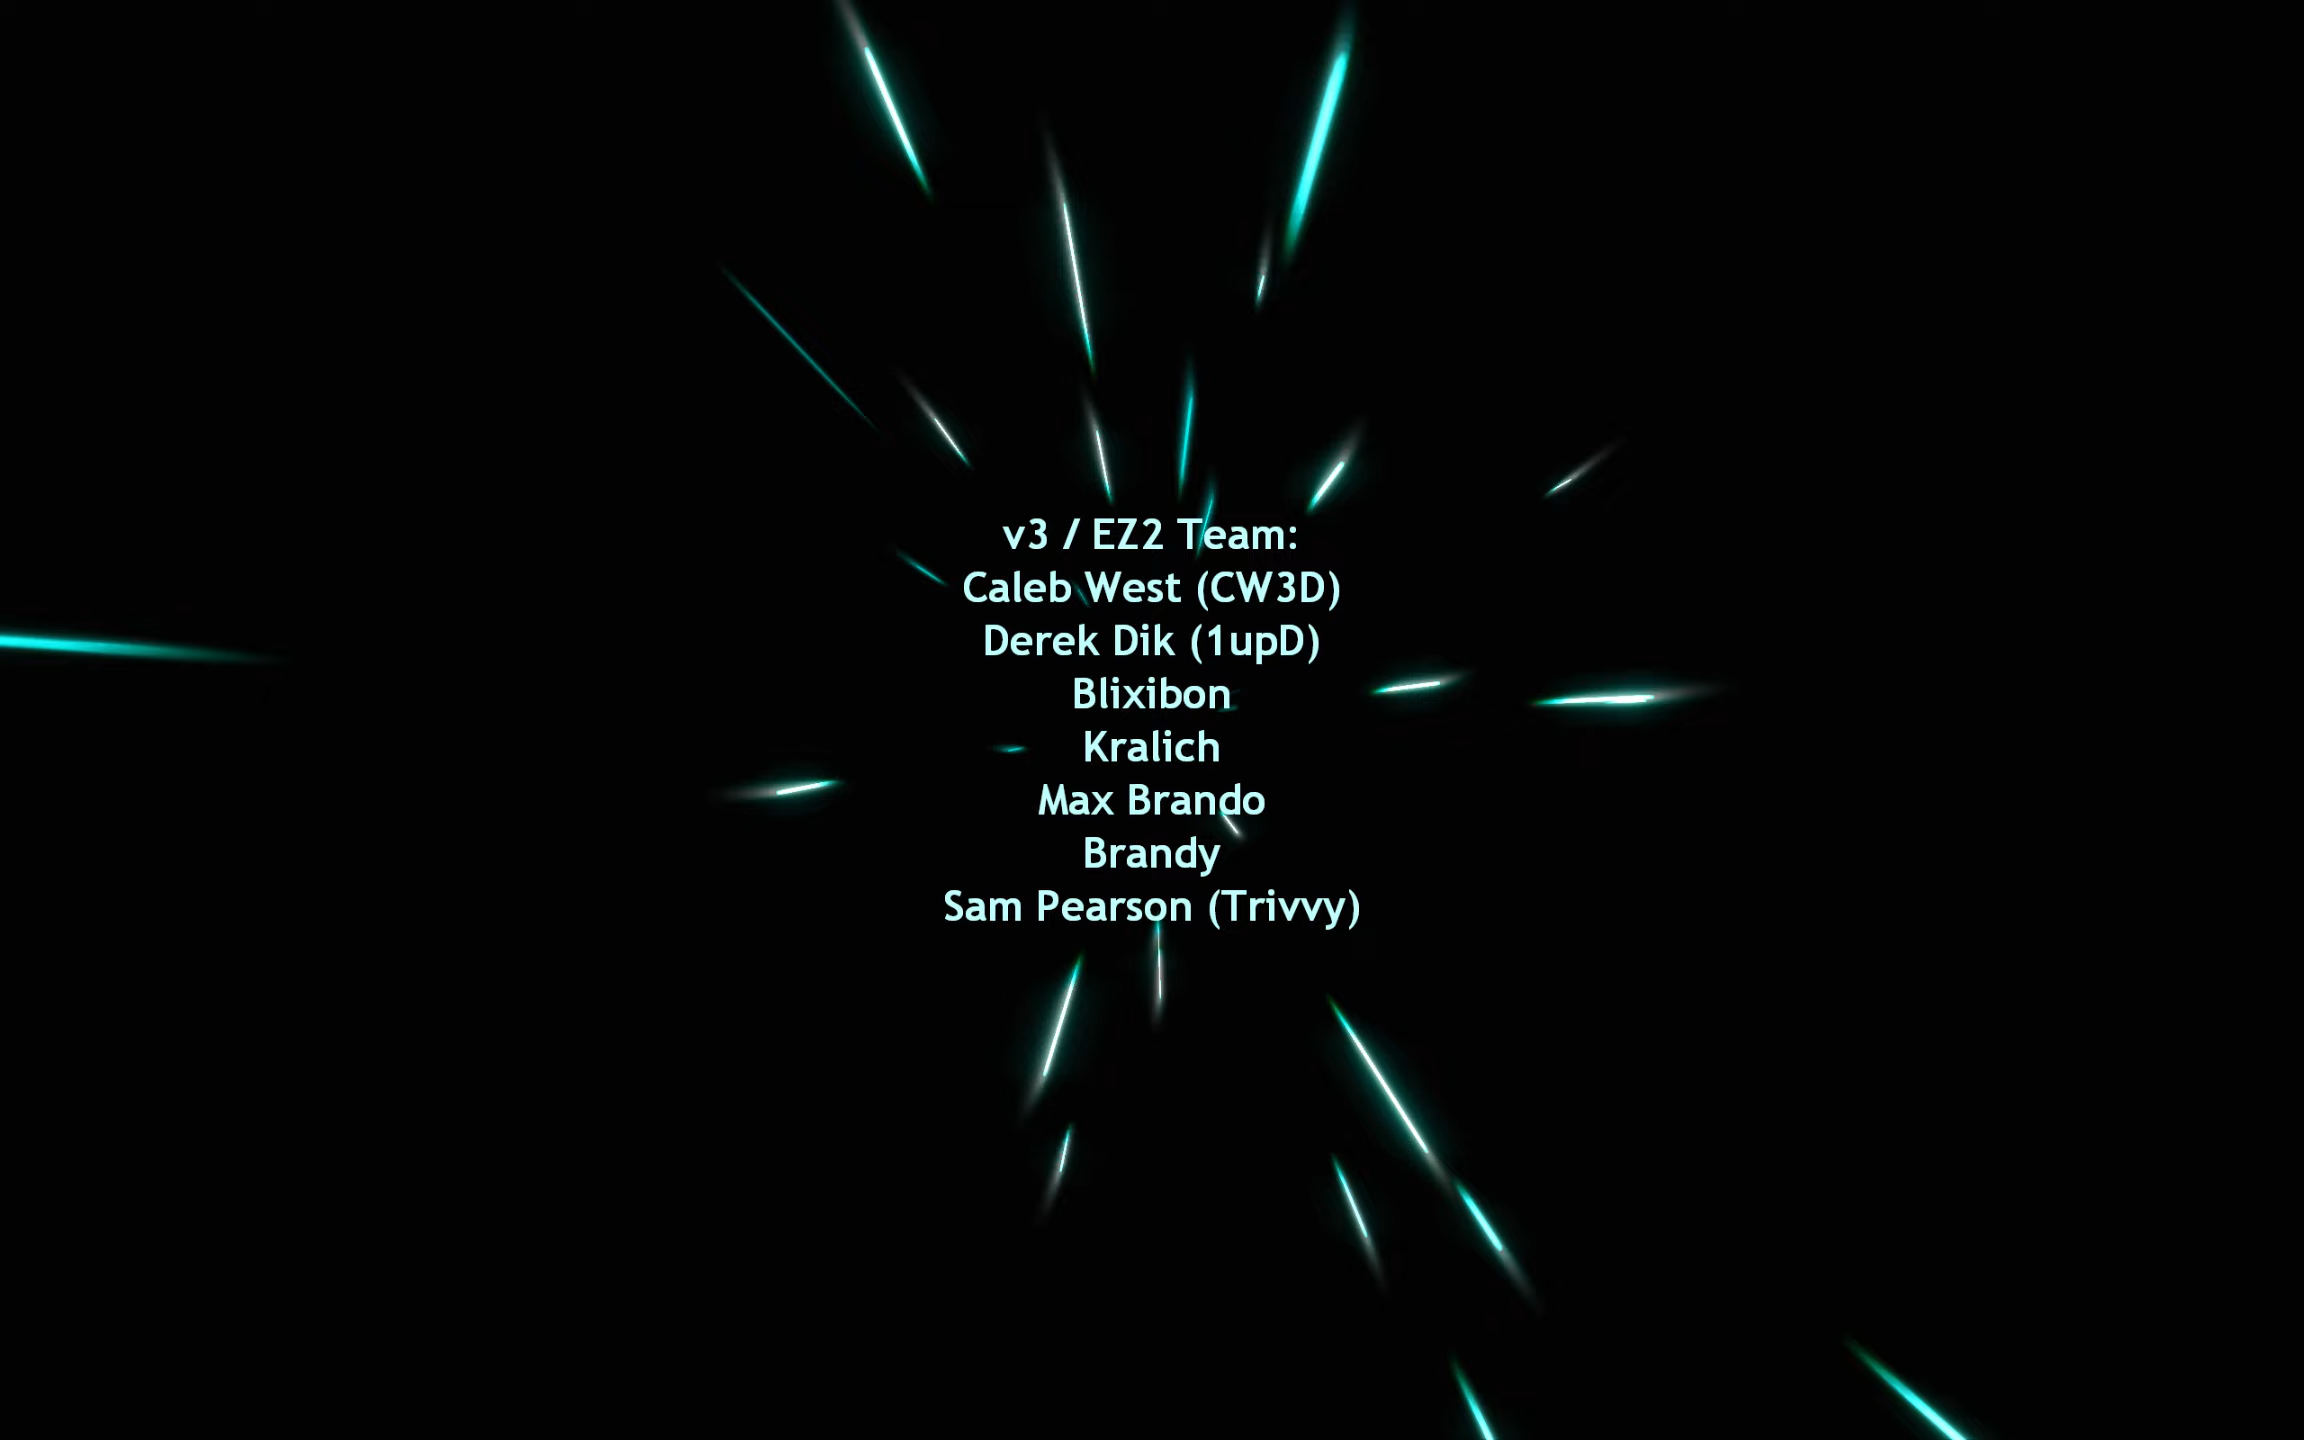 v3 / EZ2 Team:
Caleb West (CW3D)
Derek Dik (1upD)
Blixibon
Kralich
Max Brando
Brandy
Sam Pearson (Trivvy)